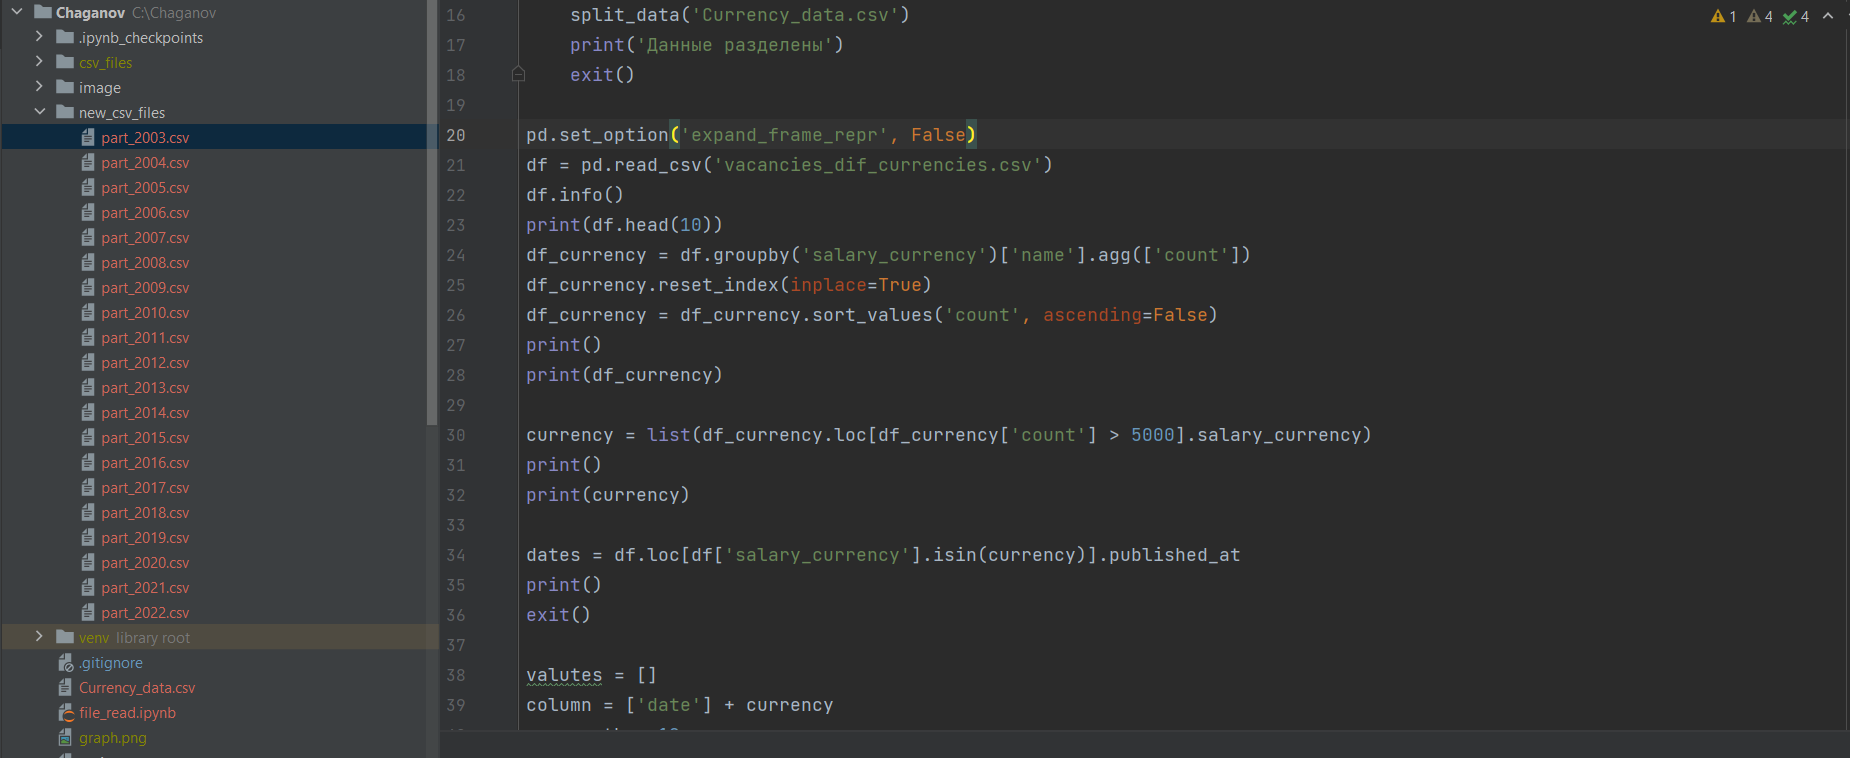 Chaganov C:\Chaganov
.ipynb_checkpoints
csv_files
image
new_csv_files
part_2003.csv
part_2004.csv
part_2005.csv
part_2006.csv
part_2007.csv
part_2008.csv
part_2009.csv
part_2010.csv
part_2011.csv
part_2012.csv
part_2013.csv
part_2014.csv
part_2015.csv
part_2016.csv
part_2017.csv
part_2018.csv
part_2019.csv
part_2020.csv
part_2021.csv
part_2022.csv
venv library root
.gitignore
Currency_data.csv
file_read.ipynb
graph.png
1 4 4
16 split_data('Currency_data.csv')
17 print('Данные разделены')
18 exit()
19
20 pd.set_option('expand_frame_repr', False)
21 df = pd.read_csv('vacancies_dif_currencies.csv')
22 df.info()
23 print(df.head(10))
24 df_currency = df.groupby('salary_currency')['name'].agg(['count'])
25 df_currency.reset_index(inplace=True)
26 df_currency = df_currency.sort_values('count', ascending=False)
27 print()
28 print(df_currency)
29
30 currency = list(df_currency.loc[df_currency['count'] > 5000].salary_currency)
31 print()
32 print(currency)
33
34 dates = df.loc[df['salary_currency'].isin(currency)].published_at
35 print()
36 exit()
37
38 valutes = []
39 column = ['date'] + currency